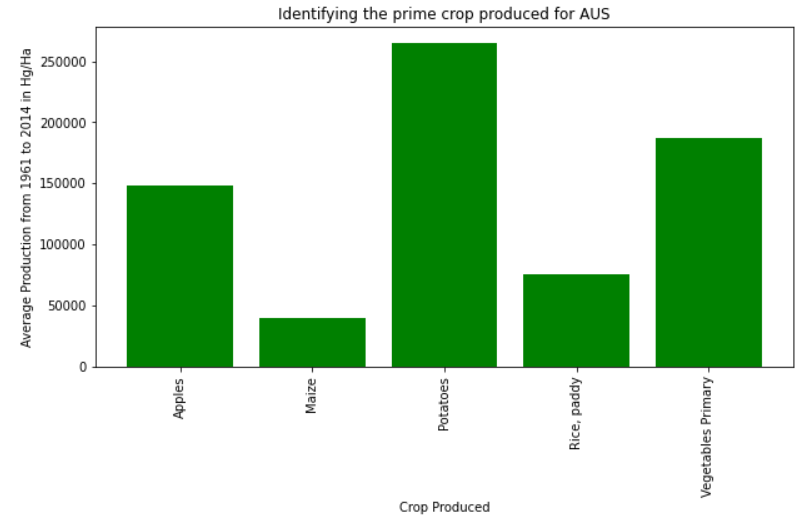 Identifying the prime crop produced for AUS
Average Production from 1961 to 2014 in Hg/Ha
250000
200000
150000
100000
50000
0
Apples
Maize
Potatoes
Rice, paddy
Vegetables Primary
Crop Produced